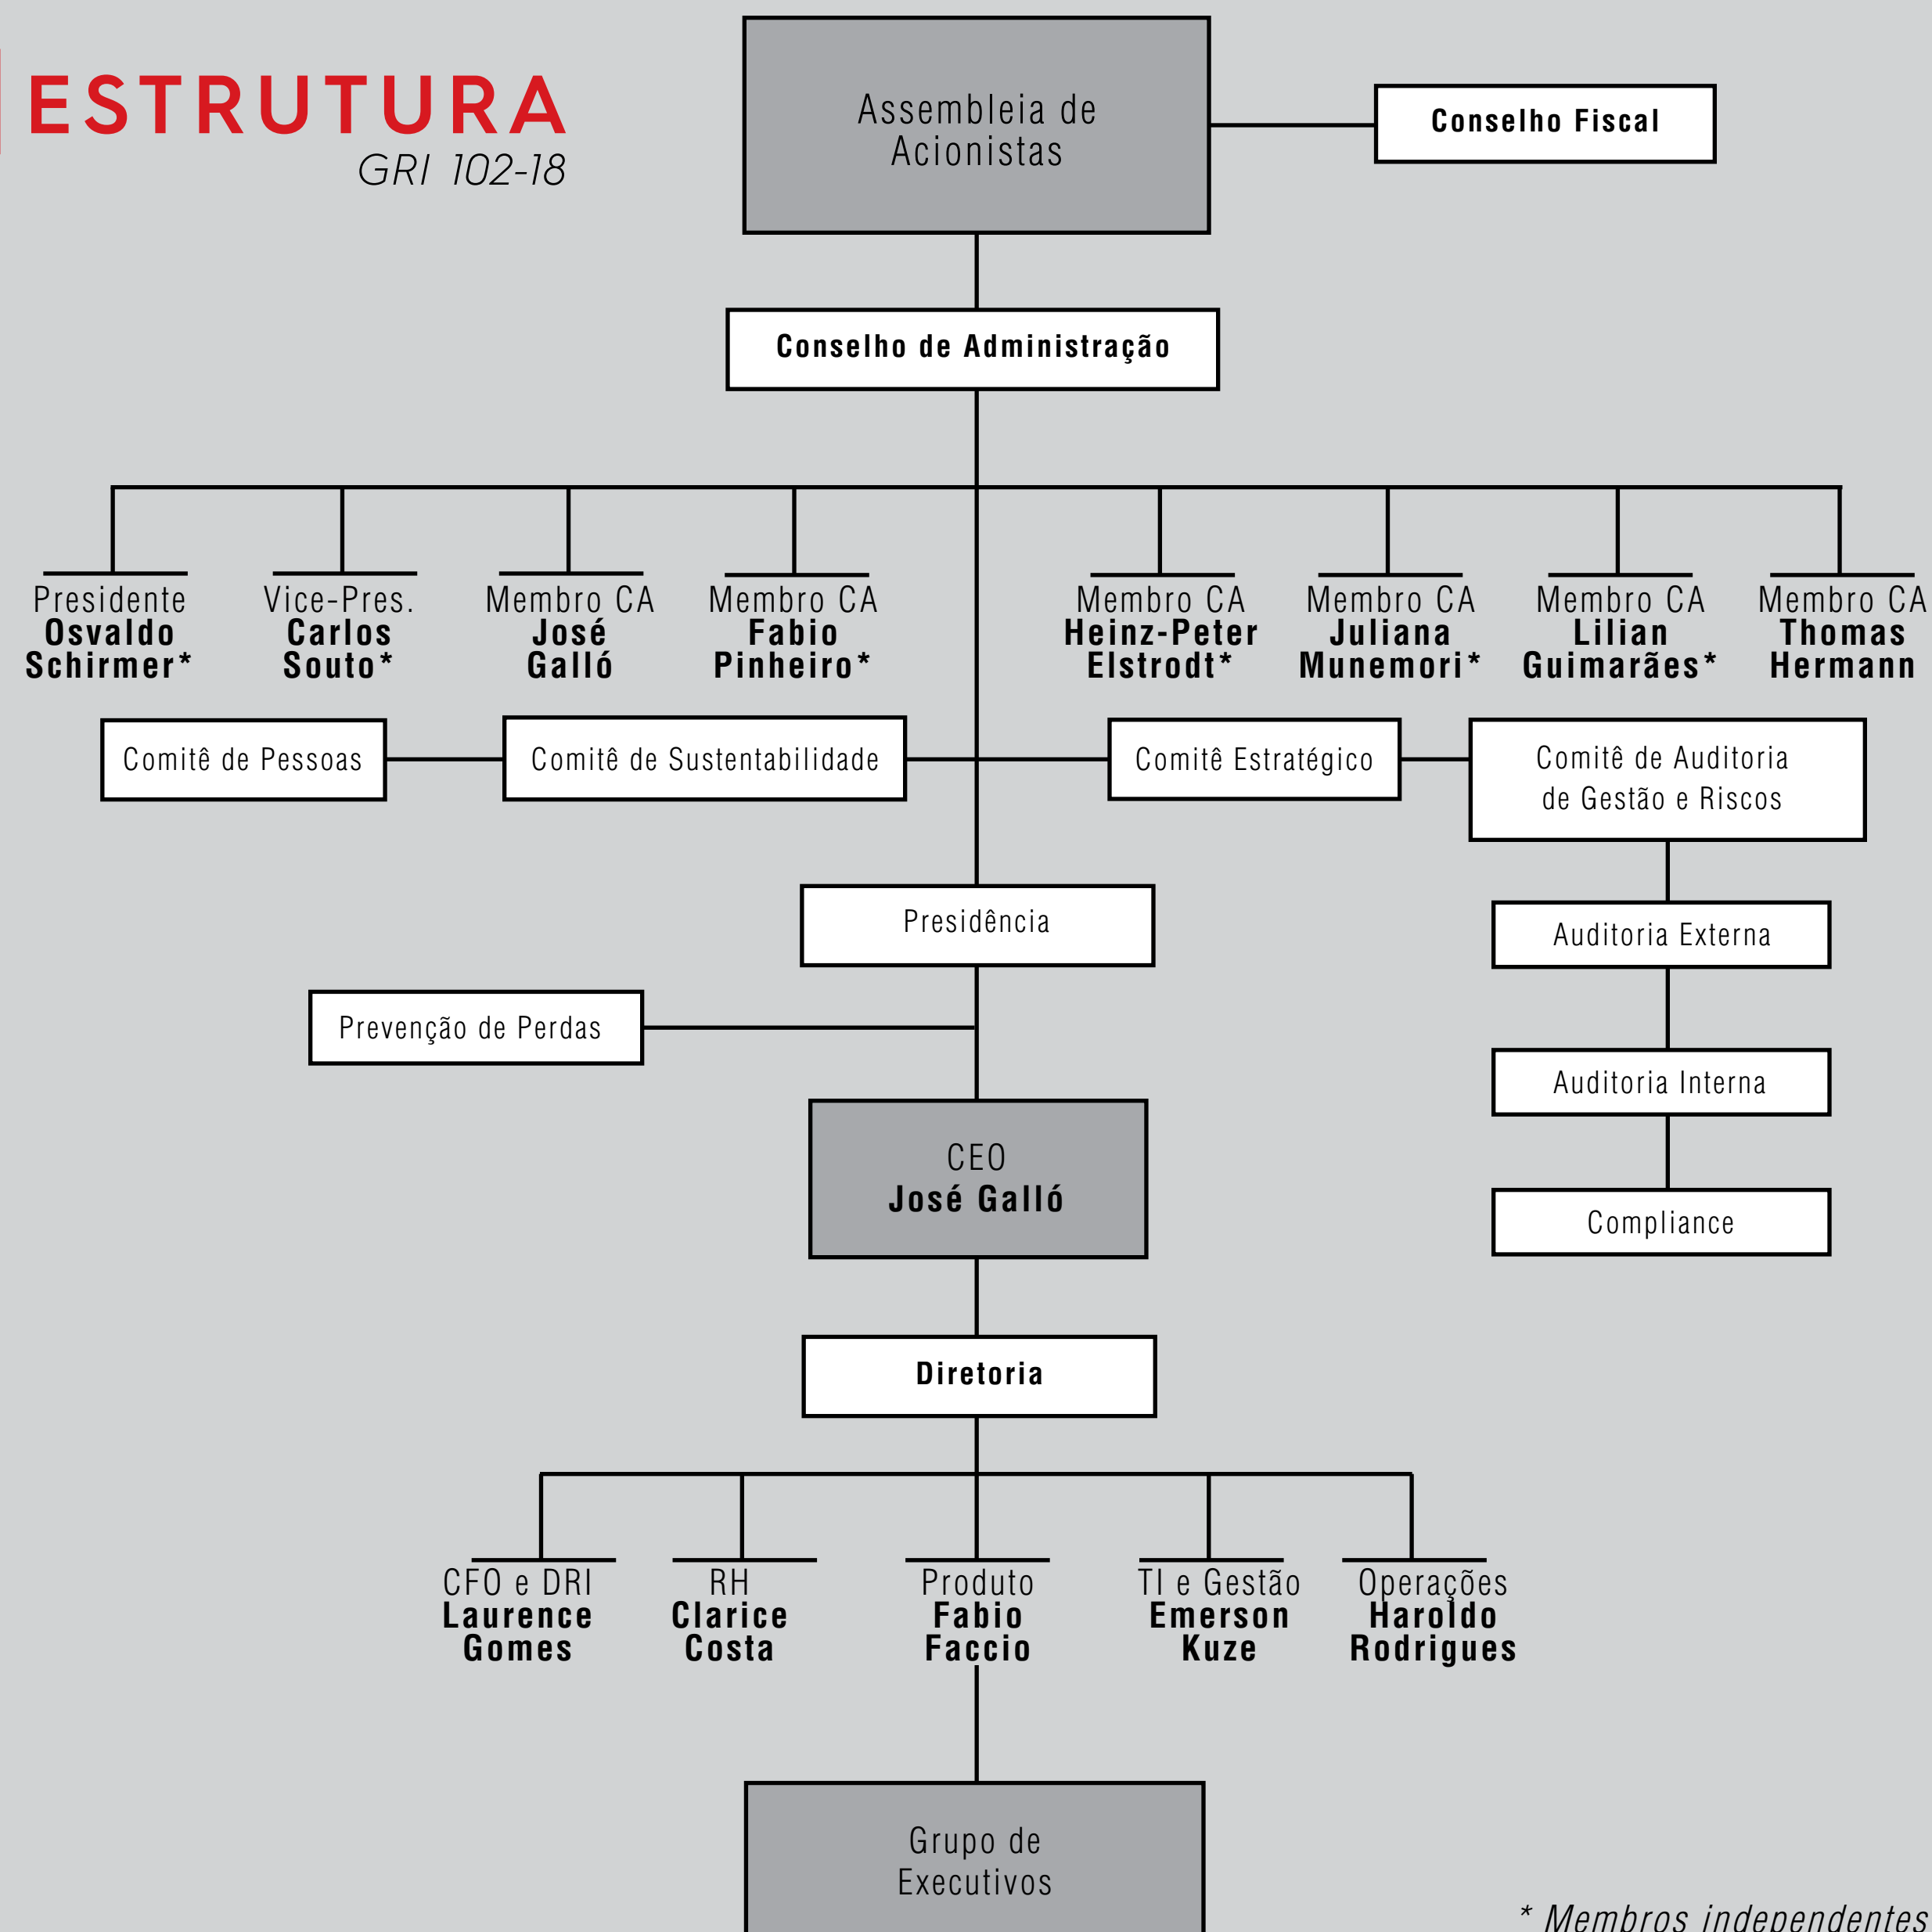 ESTRUTURA
GRI 102-18
Assembleia de
Acionistas
Conselho Fiscal
Conselho de Administração
Presidente
Osvaldo
Schirmer*
Vice-Pres.
Carlos
Souto*
Membro CA
José
Galló
Membro CA
Fabio
Pinheiro*
Membro CA
Heinz-Peter
Elstrodt*
Membro CA
Juliana
Munemori*
Membro CA
Lilian
Guimarães*
Membro CA
Thomas
Hermann
Comitê de Pessoas
Comitê de Sustentabilidade
Comitê Estratégico
Comitê de Auditoria
de Gestão e Riscos
Presidência
Auditoria Externa
Prevenção de Perdas
Auditoria Interna
CEO
José Galló
Compliance
Diretoria
CFO e DRI
Laurence
Gomes
RH
Clarice
Costa
Produto
Fabio
Faccio
TI e Gestão
Emerson
Kuze
Operações
Haroldo
Rodrigues
Grupo de
Executivos
* Membros independentes